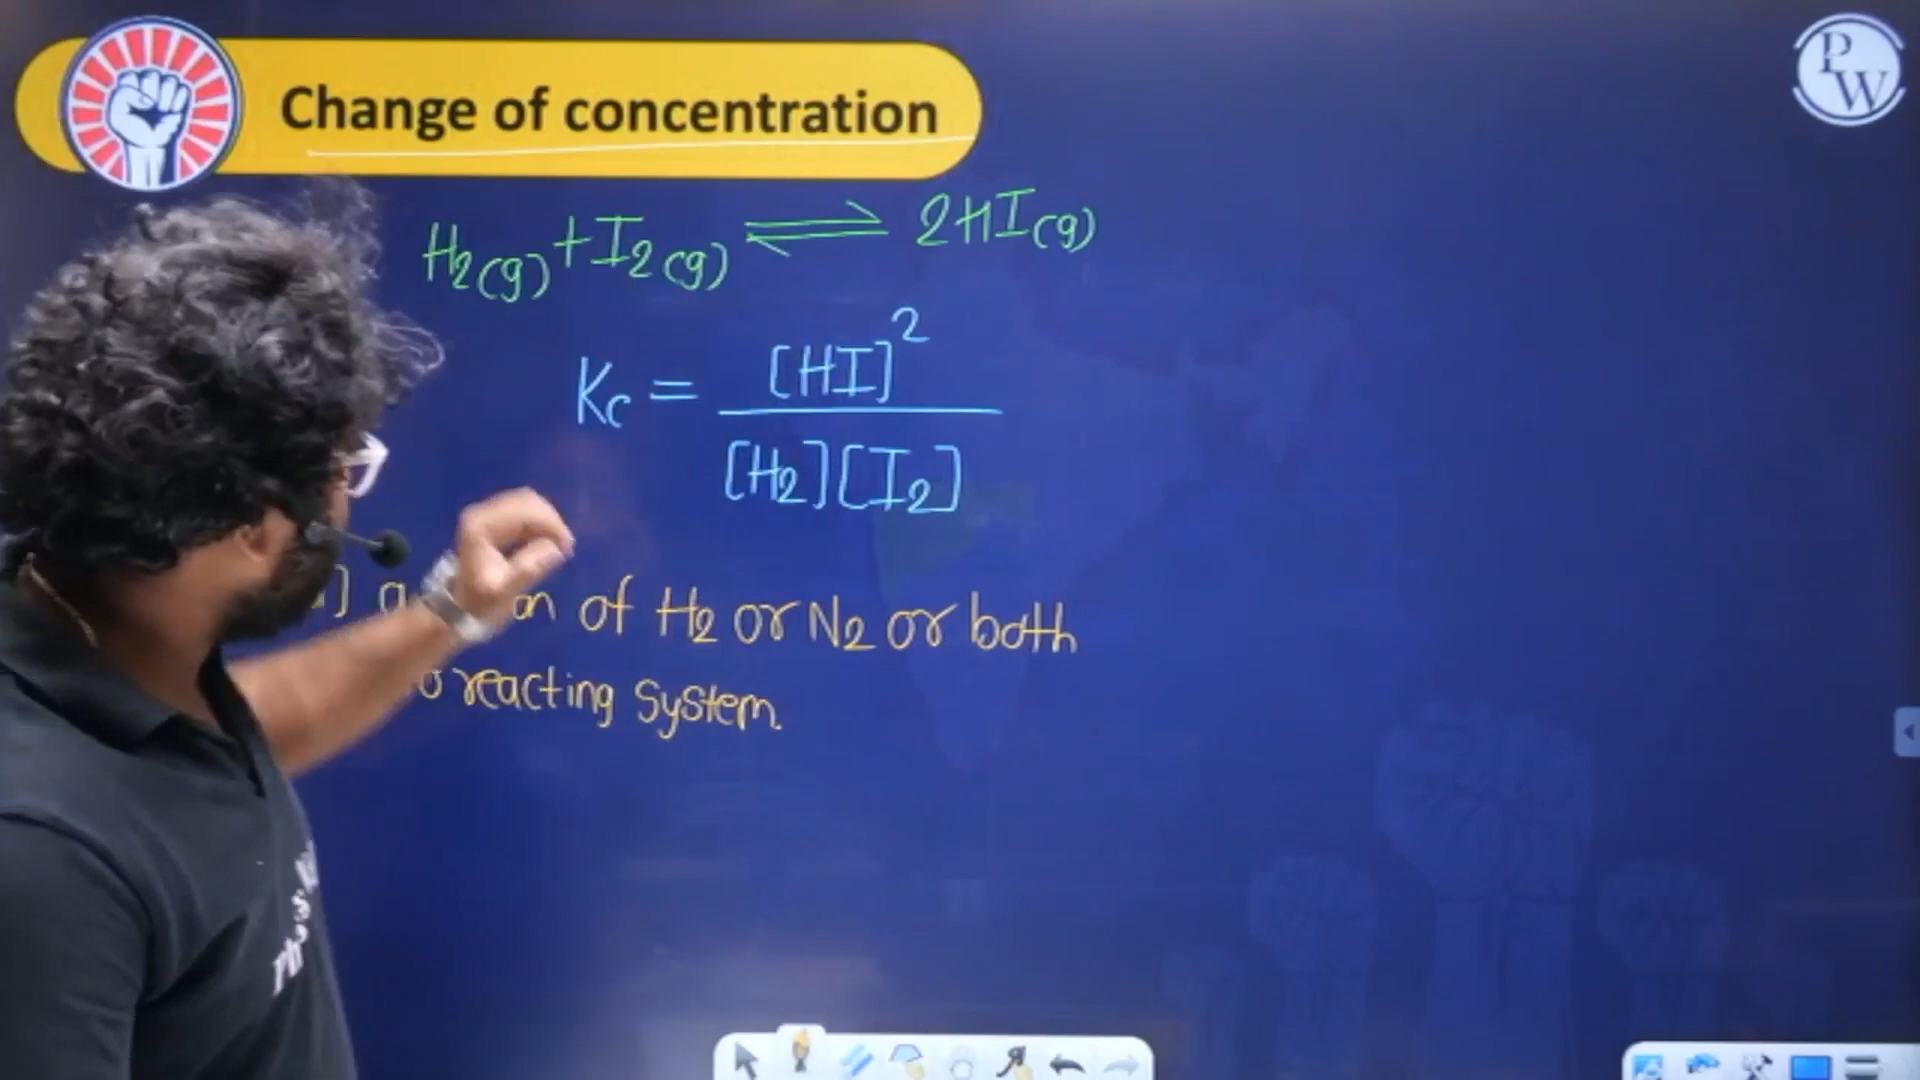 Change of concentration
PW
H2(g) + I2(g) ⇌ 2HI(g)
Kc = [HI]^2 / [H2][I2]
of H2 or N2 or both
reacting system.